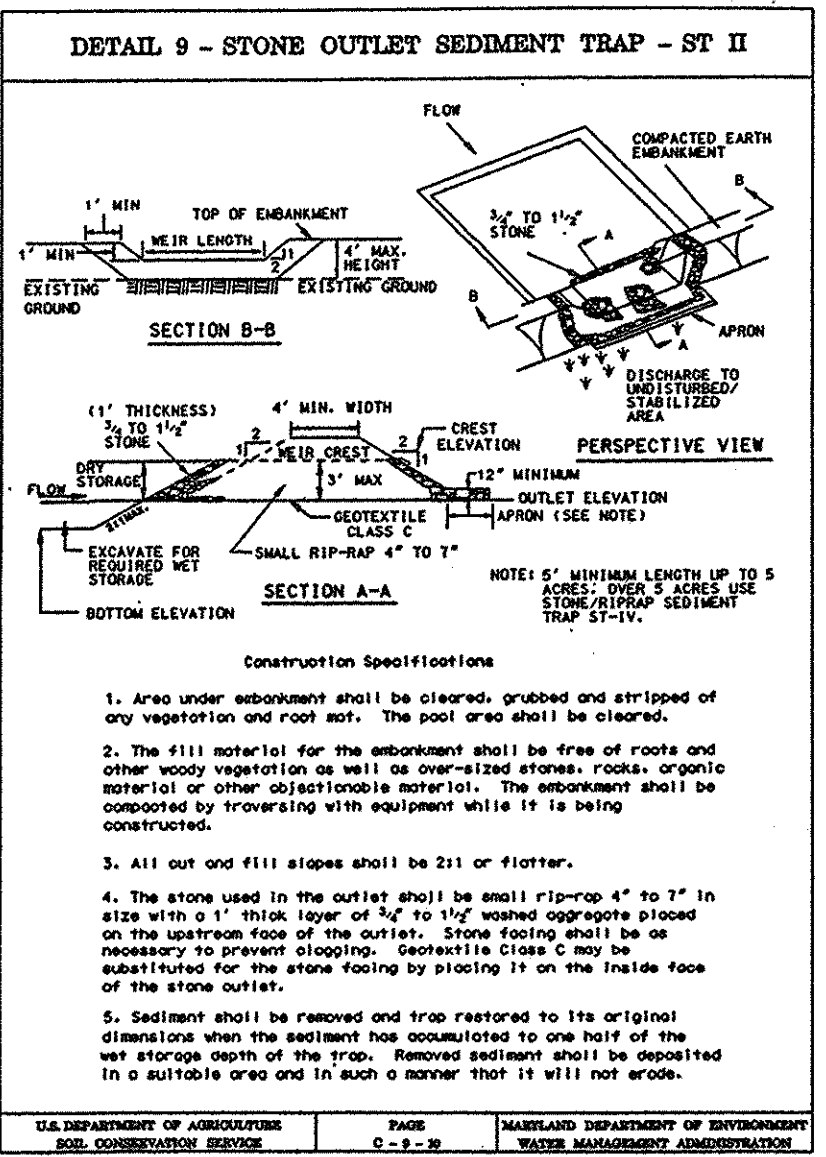 DETAIL 9 - STONE OUTLET SEDIMENT TRAP - ST II
FLOW
COMPACTED EARTH
EMBANKMENT
B
1' MIN
TOP OF EMBANKMENT
3/4" TO 1 1/2"
STONE
A
WEIR LENGTH
1' MIN
1
2
4' MAX.
HEIGHT
EXISTING
GROUND
EXISTING GROUND
B
SECTION B-B
APRON
A
DISCHARGE TO
UNDISTURBED/
STABILIZED
AREA
PERSPECTIVE VIEW
(1' THICKNESS)
3/4 TO 1 1/2"
STONE
4' MIN. WIDTH
2
1
WEIR CREST
2
1
CREST
ELEVATION
DRY
STORAGE
FLOW
3' MAX
12" MINIMUM
OUTLET ELEVATION
2:1 MAX.
GEOTEXTILE
CLASS C
APRON (SEE NOTE)
EXCAVATE FOR
REQUIRED WET
STORAGE
SMALL RIP-RAP 4" TO 7"
SECTION A-A
BOTTOM ELEVATION
NOTE: 5' MINIMUM LENGTH UP TO 5
ACRES; OVER 5 ACRES USE
STONE/RIPRAP SEDIMENT
TRAP ST-IV.
Construction Specifications
1. Area under embankment shall be cleared, grubbed and stripped of
any vegetation and root mat. The pool area shall be cleared.
2. The fill material for the embankment shall be free of roots and
other woody vegetation as well as over-sized stones, rocks, organic
material or other objectionable material. The embankment shall be
compacted by traversing with equipment while it is being
constructed.
3. All cut and fill slopes shall be 2:1 or flatter.
4. The stone used in the outlet shall be small rip-rap 4" to 7" in
size with a 1' thick layer of 3/4" to 1 1/2" washed aggregate placed
on the upstream face of the outlet. Stone facing shall be as
necessary to prevent clogging. Geotextile Class C may be
substituted for the stone facing by placing it on the inside face
of the stone outlet.
5. Sediment shall be removed and trap restored to its original
dimensions when the sediment has accumulated to one half of the
wet storage depth of the trap. Removed sediment shall be deposited
in a suitable area and in such a manner that it will not erode.
U.S. DEPARTMENT OF AGRICULTURE
SOIL CONSERVATION SERVICE
PAGE
C - 9 - 10
MARYLAND DEPARTMENT OF ENVIRONMENT
WATER MANAGEMENT ADMINISTRATION